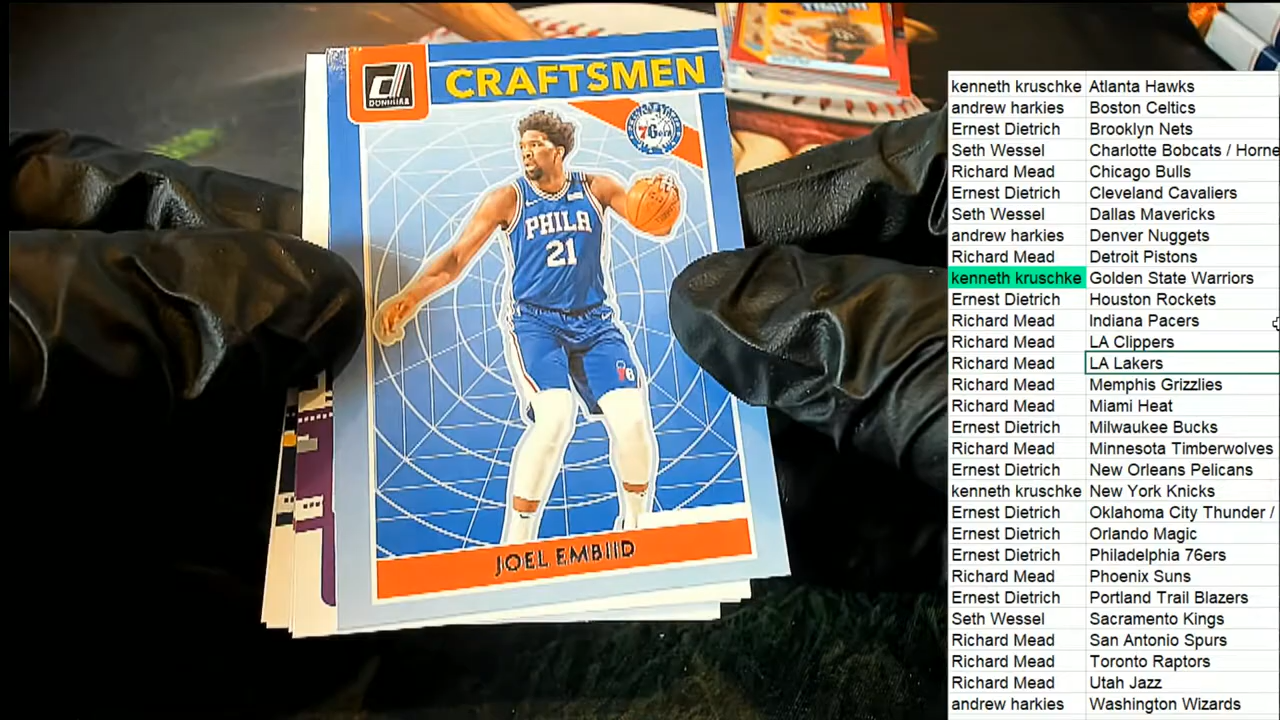 DONRUSS
CRAFTSMEN
76ers
PHILA
21
76
JOEL EMBIID
kenneth kruschke Atlanta Hawks
andrew harkies Boston Celtics
Ernest Dietrich Brooklyn Nets
Seth Wessel Charlotte Bobcats / Horne
Richard Mead Chicago Bulls
Ernest Dietrich Cleveland Cavaliers
Seth Wessel Dallas Mavericks
andrew harkies Denver Nuggets
Richard Mead Detroit Pistons
kenneth kruschke Golden State Warriors
Ernest Dietrich Houston Rockets
Richard Mead Indiana Pacers
Richard Mead LA Clippers
Richard Mead LA Lakers
Richard Mead Memphis Grizzlies
Richard Mead Miami Heat
Ernest Dietrich Milwaukee Bucks
Richard Mead Minnesota Timberwolves
Ernest Dietrich New Orleans Pelicans
kenneth kruschke New York Knicks
Ernest Dietrich Oklahoma City Thunder /
Ernest Dietrich Orlando Magic
Ernest Dietrich Philadelphia 76ers
Richard Mead Phoenix Suns
Ernest Dietrich Portland Trail Blazers
Seth Wessel Sacramento Kings
Richard Mead San Antonio Spurs
Richard Mead Toronto Raptors
Richard Mead Utah Jazz
andrew harkies Washington Wizards